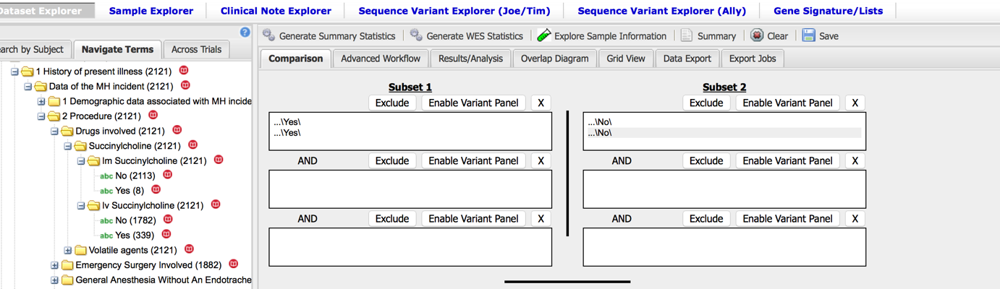 Dataset Explorer Sample Explorer Clinical Note Explorer Sequence Variant Explorer (Joe/Tim) Sequence Variant Explorer (Ally) Gene Signature/Lists
?
earch by Subject Navigate Terms Across Trials
1 History of present illness (2121)
Data of the MH incident (2121)
1 Demographic data associated with MH incide
2 Procedure (2121)
Drugs involved (2121)
Succinylcholine (2121)
Im Succinylcholine (2121)
abc No (2113)
abc Yes (8)
Iv Succinylcholine (2121)
abc No (1782)
abc Yes (339)
Volatile agents (2121)
Emergency Surgery Involved (1882)
General Anesthesia Without An Endotrache
Generate Summary Statistics Generate WES Statistics Explore Sample Information Summary Clear Save
Comparison Advanced Workflow Results/Analysis Overlap Diagram Grid View Data Export Export Jobs
Subset 1
Exclude Enable Variant Panel X
...\Yes\
...\Yes\
AND Exclude Enable Variant Panel X
AND Exclude Enable Variant Panel X
Subset 2
Exclude Enable Variant Panel X
...\No\
...\No\
AND Exclude Enable Variant Panel X
AND Exclude Enable Variant Panel X